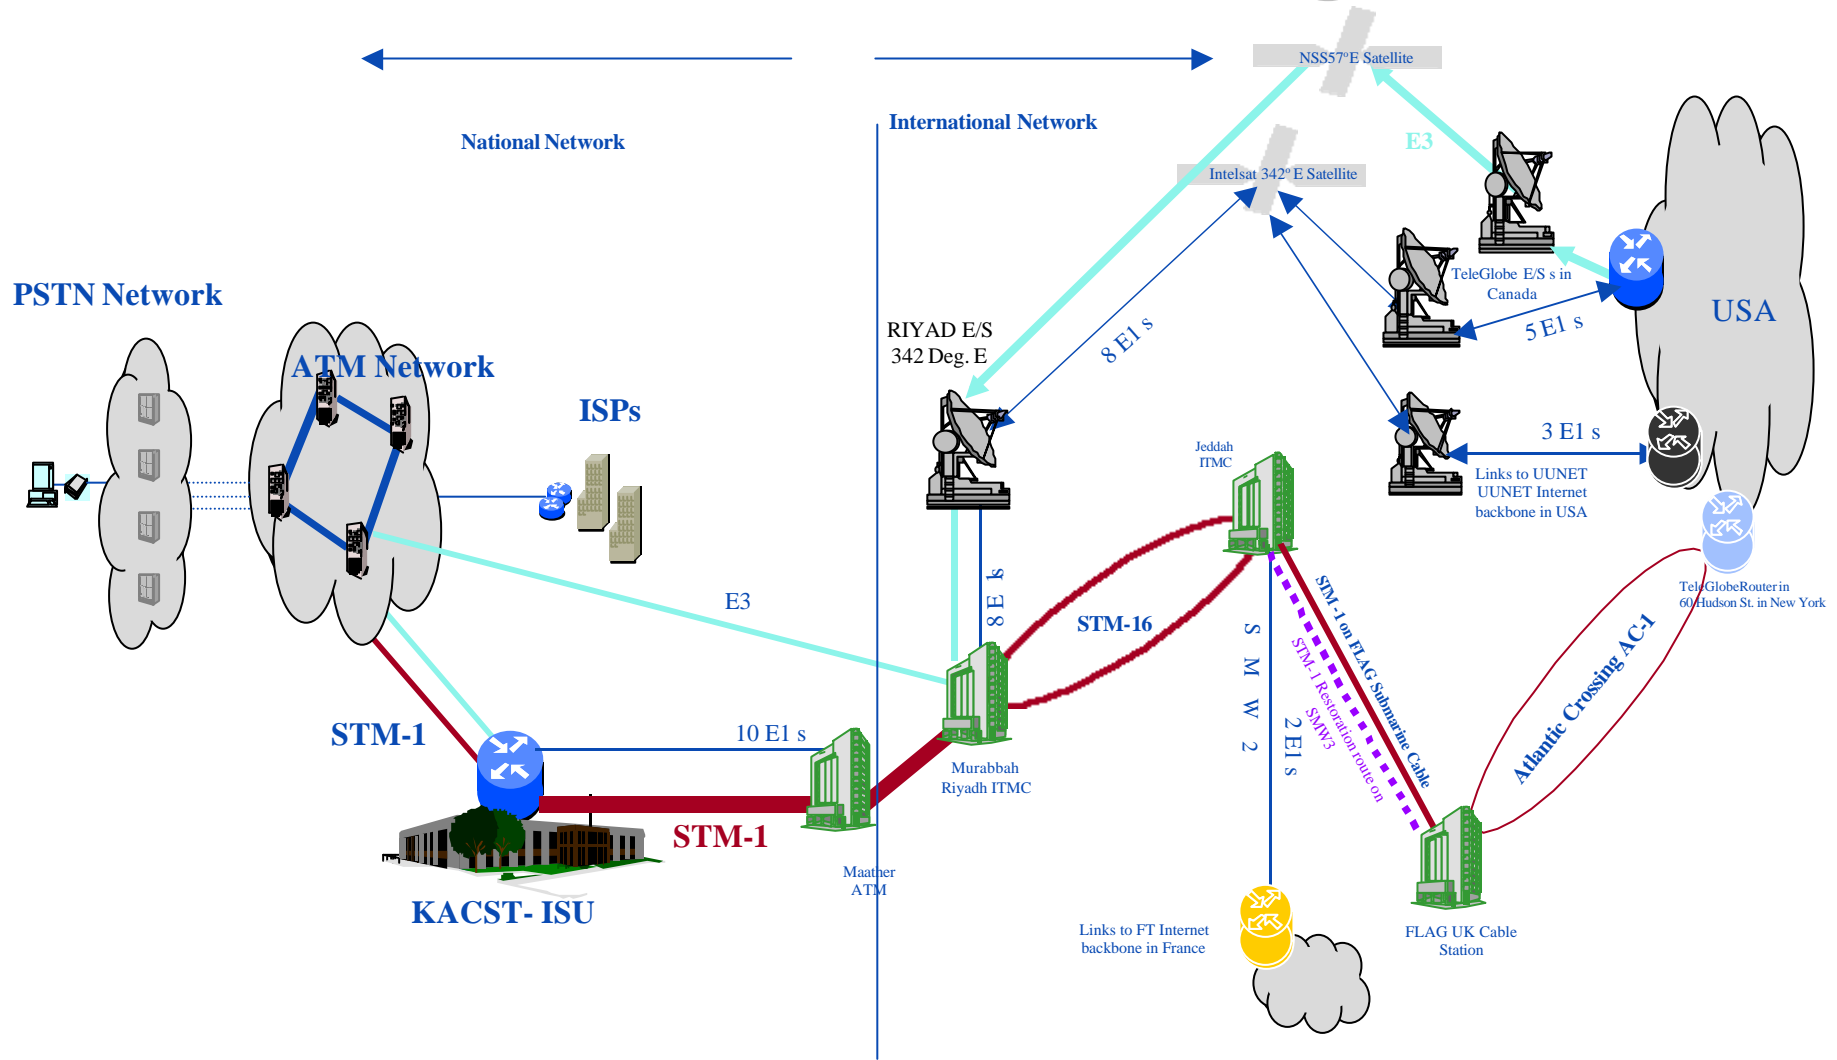 NSS57°E Satellite
International Network
National Network
E3
Intelsat 342° E Satellite
TeleGlobe E/S s in
Canada
PSTN Network
USA
RIYAD E/S
342 Deg. E
8 E1 s
5 E1 s
ATM Network
ISPs
3 E1 s
Jeddah
ITMC
Links to UUNET
UUNET Internet
backbone in USA
8 E 1s
E3
STM-16
TeleGlobeRouter in
60 Hudson St. in New York
STM -1 on FLAG Submarine Cable
STM- 1 Restoration route on
SMW3
S M W 2
2 E1 s
Atlantic Crossing AC-1
STM-1
10 E1 s
Murabbah
Riyadh ITMC
STM-1
Maather
ATM
KACST- ISU
Links to FT Internet
backbone in France
FLAG UK Cable
Station